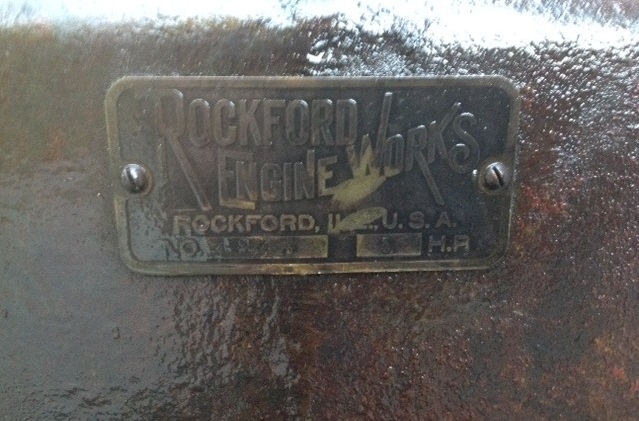 ROCKFORD
ENGINE WORKS
ROCKFORD, ILL., U.S.A.
NO. H.P.